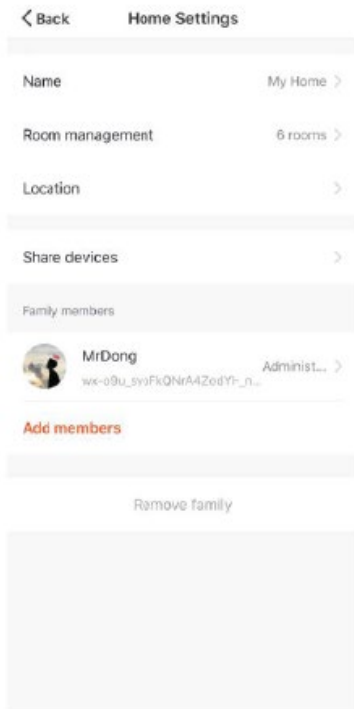 Back Home Settings
Name My Home
Room management 6 rooms
Location
Share devices
Family members
MrDong
Administ...
Add members
Remove family